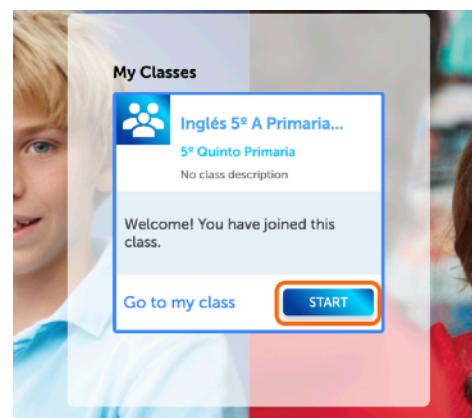 My Classes
Inglés 5º A Primaria...
5º Quinto Primaria
No class description
Welcome! You have joined this
class.
Go to my class
START